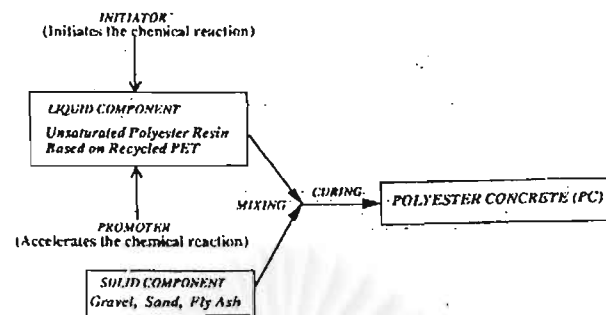 INITIATOR
(Initiates the chemical reaction)
LIQUID COMPONENT
Unsaturated Polyester Resin
Based on Recycled PET
MIXING
CURING
POLYESTER CONCRETE (PC)
PROMOTER
(Accelerates the chemical reaction)
SOLID COMPONENT
Gravel, Sand, Fly Ash